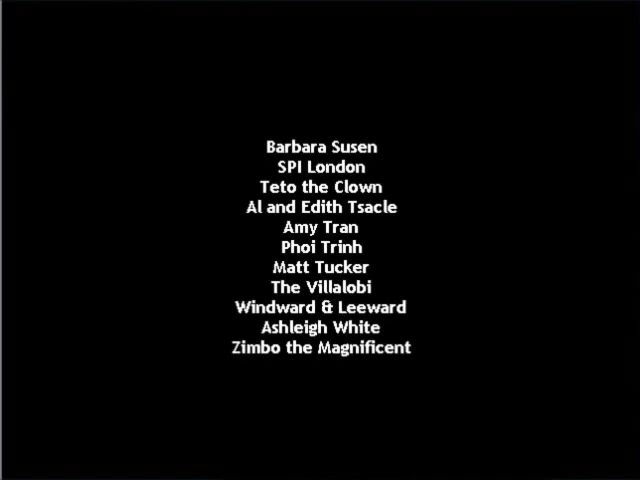 Barbara Susen
SPI London
Teto the Clown
Al and Edith Tsacle
Amy Tran
Phoi Trinh
Matt Tucker
The Villalobi
Windward & Leeward
Ashleigh White
Zimbo the Magnificent